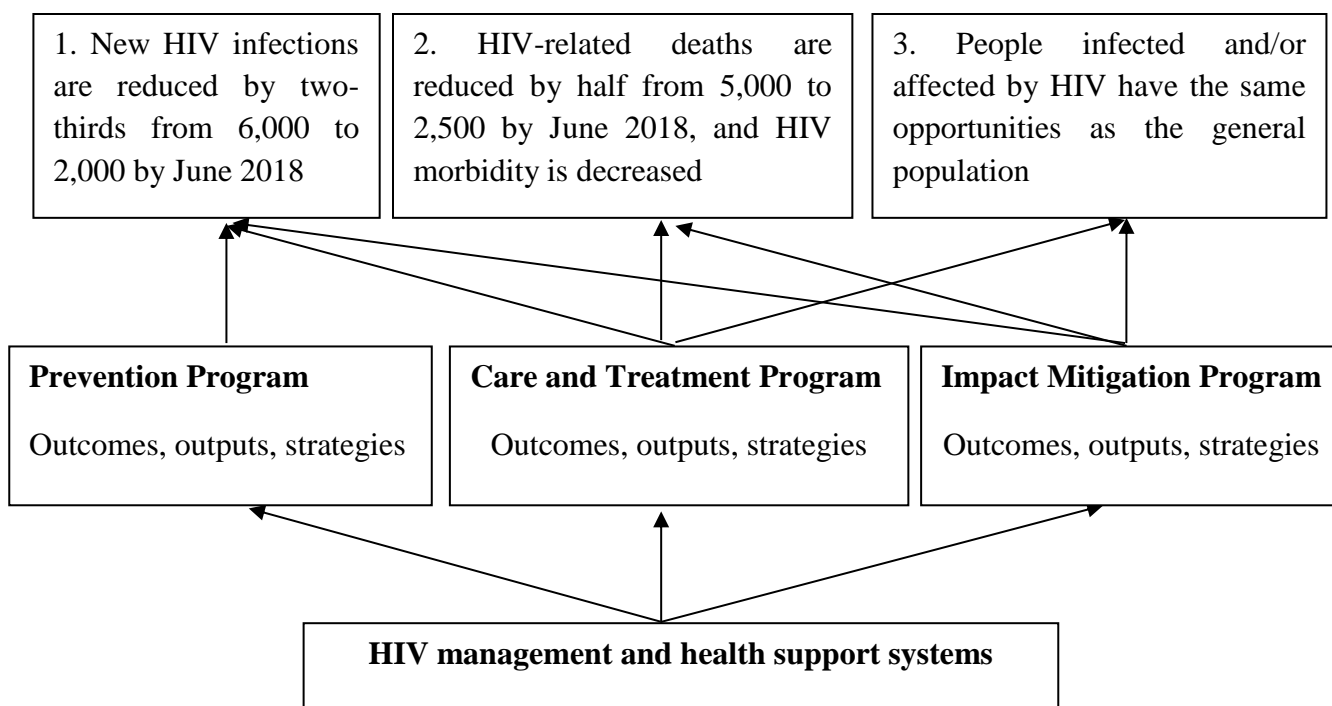 1. New HIV infections
are reduced by two-
thirds from 6,000 to
2,000 by June 2018
2. HIV-related deaths are
reduced by half from 5,000 to
2,500 by June 2018, and HIV
morbidity is decreased
3. People infected and/or
affected by HIV have the same
opportunities as the general
population
Prevention Program
Outcomes, outputs, strategies
Care and Treatment Program
Outcomes, outputs, strategies
Impact Mitigation Program
Outcomes, outputs, strategies
HIV management and health support systems